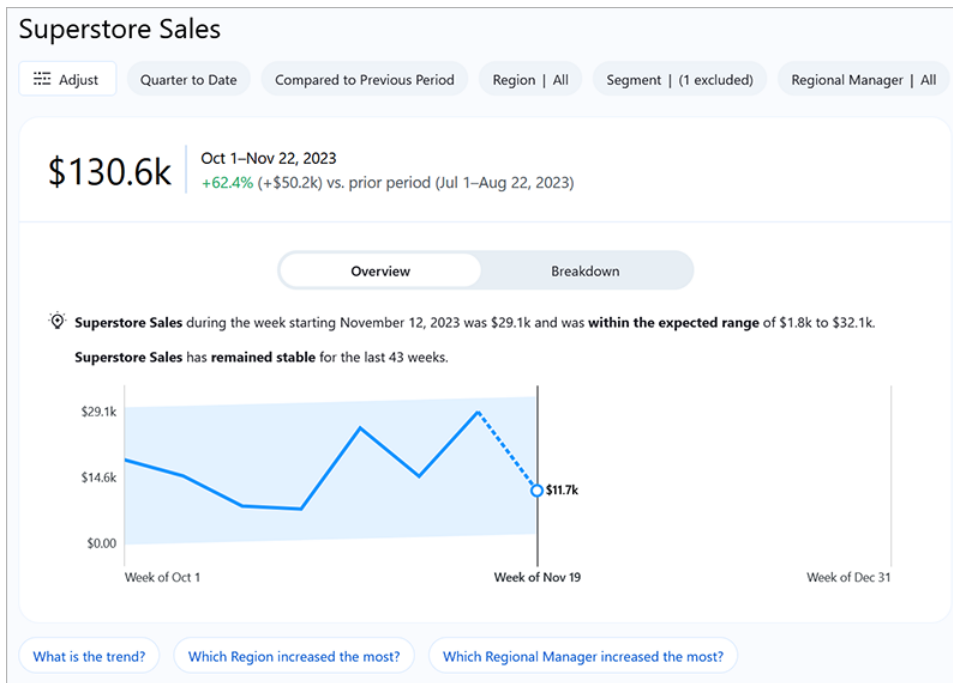 Superstore Sales
Adjust
Quarter to Date
Compared to Previous Period
Region | All
Segment | (1 excluded)
Regional Manager | All
$130.6k
Oct 1–Nov 22, 2023
+62.4% (+$50.2k) vs. prior period (Jul 1–Aug 22, 2023)
Overview
Breakdown
Superstore Sales during the week starting November 12, 2023 was $29.1k and was within the expected range of $1.8k to $32.1k.
Superstore Sales has remained stable for the last 43 weeks.
$29.1k
$14.6k
$11.7k
$0.00
Week of Oct 1
Week of Nov 19
Week of Dec 31
What is the trend?
Which Region increased the most?
Which Regional Manager increased the most?